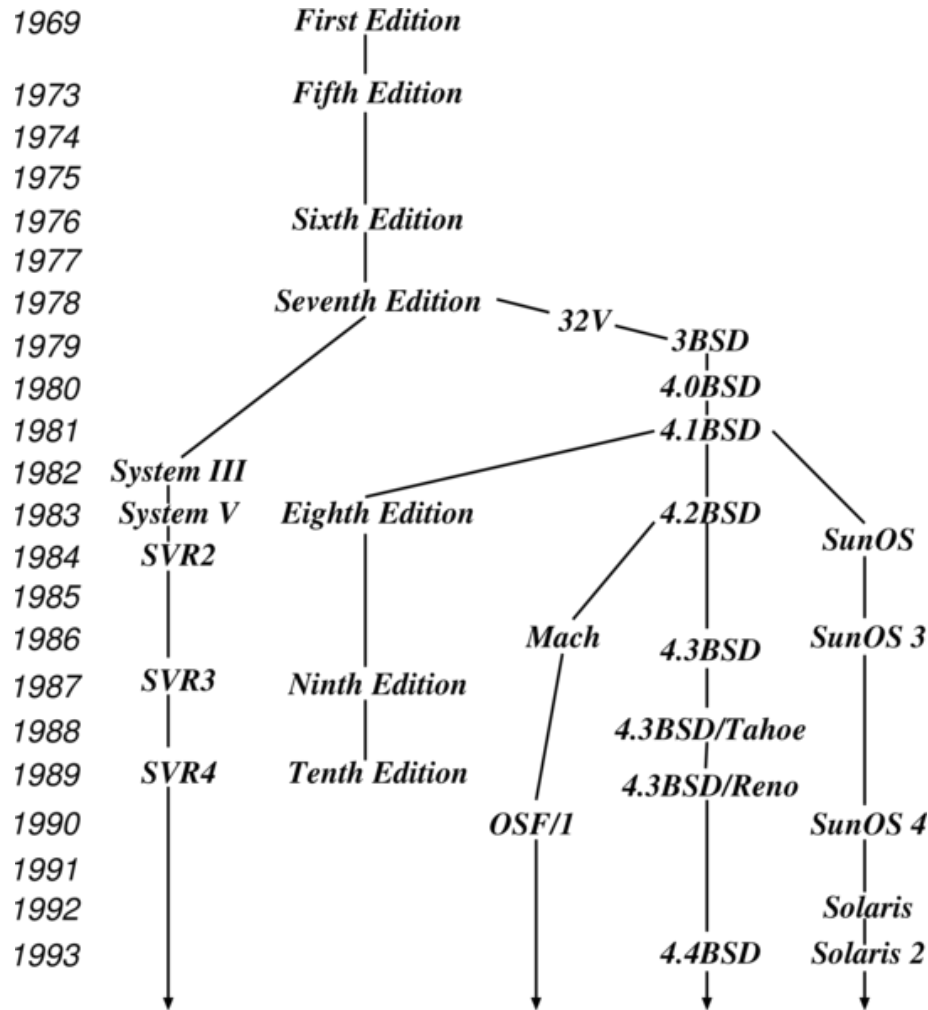 1969 First Edition
1973 Fifth Edition
1974
1975
1976 Sixth Edition
1977
1978 Seventh Edition
32V
1979 3BSD
1980 4.0BSD
1981 4.1BSD
1982 System III
1983 System V Eighth Edition 4.2BSD
1984 SVR2 SunOS
1985
1986 Mach 4.3BSD SunOS 3
1987 SVR3 Ninth Edition
1988 4.3BSD/Tahoe
1989 SVR4 Tenth Edition 4.3BSD/Reno
1990 OSF/1 SunOS 4
1991
1992 Solaris
1993 4.4BSD Solaris 2